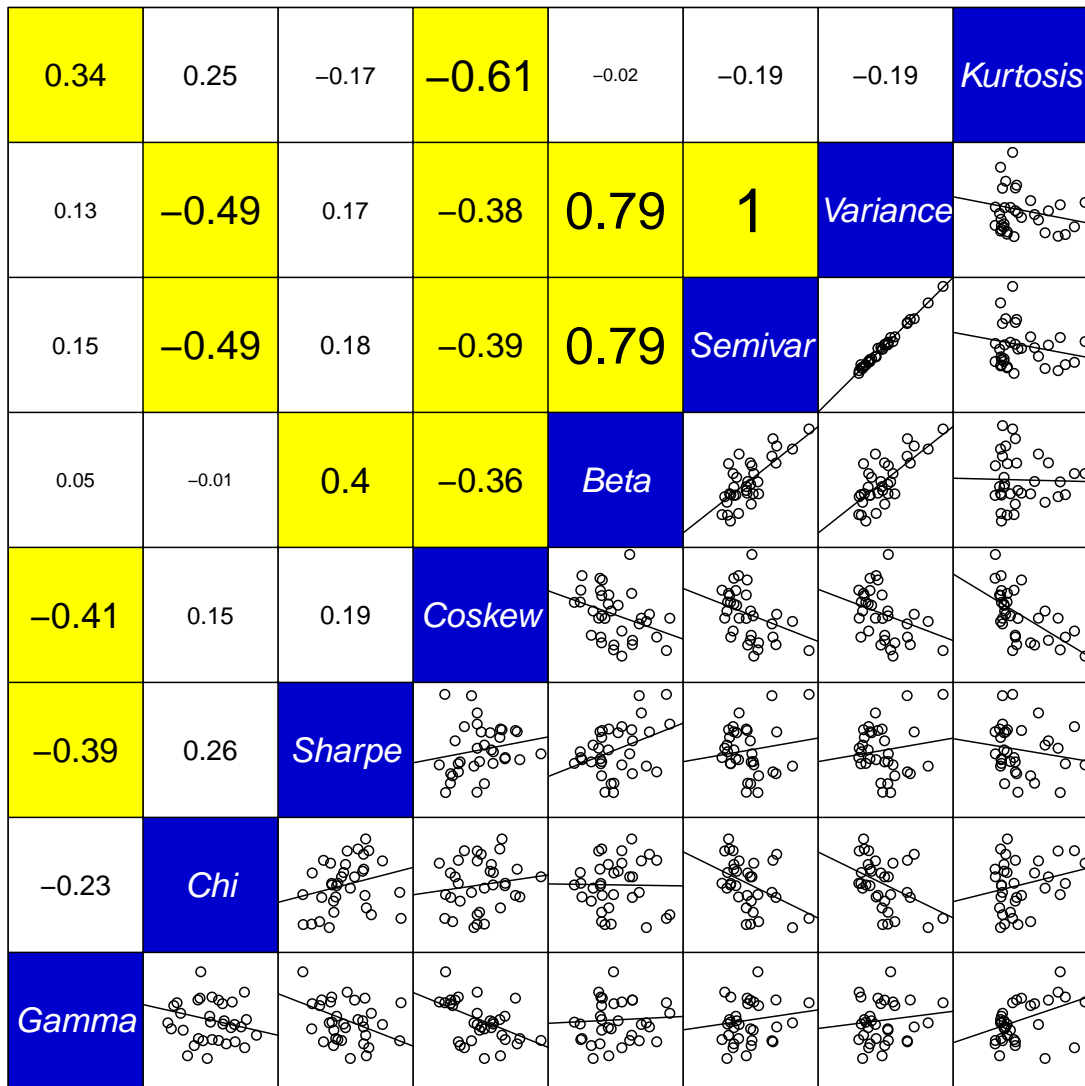 0.34 0.25 −0.17 −0.61 −0.02 −0.19 −0.19 Kurtosis
0.13 −0.49 0.17 −0.38 0.79 1 Variance
0.15 −0.49 0.18 −0.39 0.79 Semivar
0.05 −0.01 0.4 −0.36 Beta
−0.41 0.15 0.19 Coskew
−0.39 0.26 Sharpe
−0.23 Chi
Gamma